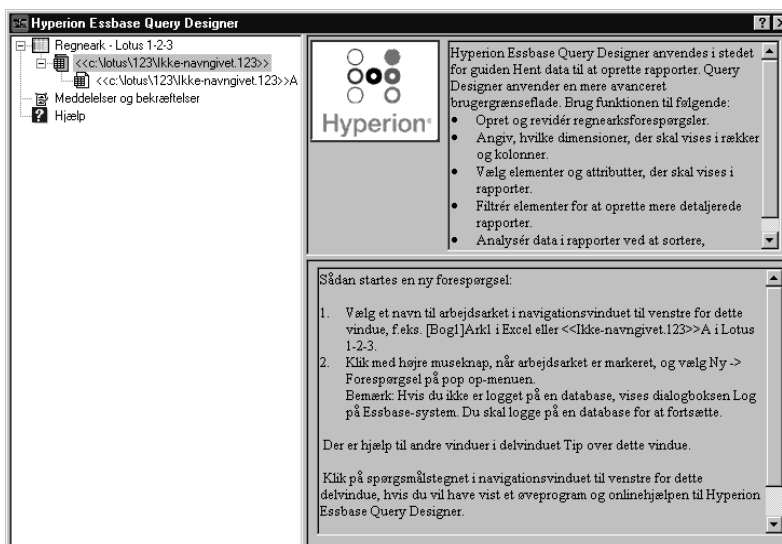 Hyperion Essbase Query Designer
Regneark - Lotus 1-2-3
<<c:\lotus\123\Ikke-navngivet.123>>
<<c:\lotus\123\Ikke-navngivet.123>>A
Meddelelser og bekræftelser
Hjælp
Hyperion
Hyperion Essbase Query Designer anvendes i stedet
for guiden Hent data til at oprette rapporter. Query
Designer anvender en mere avanceret
brugergrænseflade. Brug funktionen til følgende:
• Opret og revidér regnearksforespørgsler.
• Angiv, hvilke dimensioner, der skal vises i rækker
og kolonner.
• Vælg elementer og attributter, der skal vises i
rapporter.
• Filtrér elementer for at oprette mere detaljerede
rapporter.
• Analysér data i rapporter ved at sortere,
Sådan startes en ny forespørgsel:
1. Vælg et navn til arbejdsarket i navigationsvinduet til venstre for dette
vindue, f.eks. [Bog1]Ark1 i Excel eller <<Ikke-navngivet.123>>A i Lotus
1-2-3.
2. Klik med højre museknap, når arbejdsarket er markeret, og vælg Ny ->
Forespørgsel på pop op-menuen.
Bemærk: Hvis du ikke er logget på en database, vises dialogboksen Log
på Essbase-system. Du skal logge på en database for at fortsætte.
Der er hjælp til andre vinduer i delvinduet Tip over dette vindue.
Klik på spørgsmålstegnet i navigationsvinduet til venstre for dette
delvindue, hvis du vil have vist et øveprogram og onlinehjælpen til Hyperion
Essbase Query Designer.